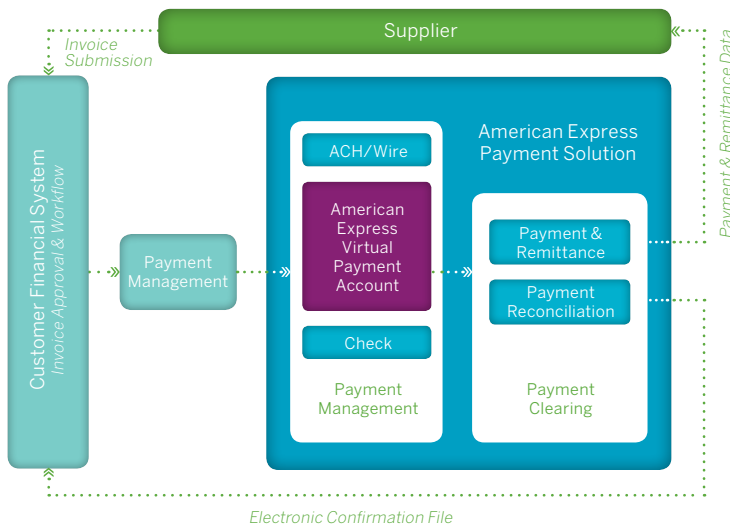 Supplier
Invoice
Submission
Payment & Remittance Data
Customer Financial System
Invoice Approval & Workflow
Payment
Management
American Express
Payment Solution
ACH/Wire
American
Express
Virtual
Payment
Account
Check
Payment
Management
Payment &
Remittance
Payment
Reconciliation
Payment
Clearing
Electronic Confirmation File